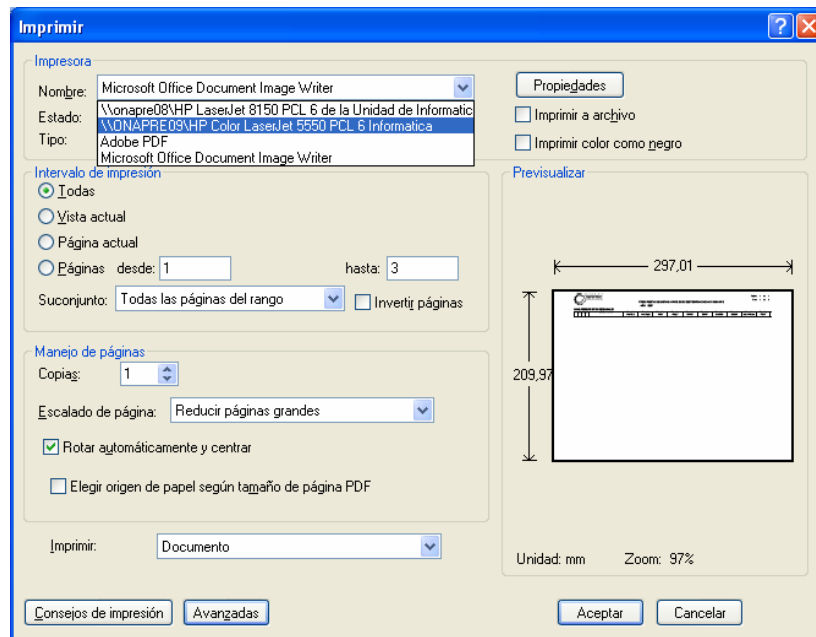 Imprimir
Impresora
Nombre: Microsoft Office Document Image Writer
Propiedades
\\onapre08\HP LaserJet 8150 PCL 6 de la Unidad de Informatic
Estado:
\\ONAPRE09\HP Color LaserJet 5550 PCL 6 Informatica
Imprimir a archivo
Tipo:
Adobe PDF
Microsoft Office Document Image Writer
Imprimir color como negro
Intervalo de impresión
Todas
Vista actual
Página actual
Páginas desde: 1 hasta: 3
Suconjunto: Todas las páginas del rango
Invertir páginas
Previsualizar
297,01
209,97
Manejo de páginas
Copias: 1
Escalado de página: Reducir páginas grandes
Rotar automáticamente y centrar
Elegir origen de papel según tamaño de página PDF
Imprimir: Documento
Unidad: mm Zoom: 97%
Consejos de impresión
Avanzadas
Aceptar
Cancelar